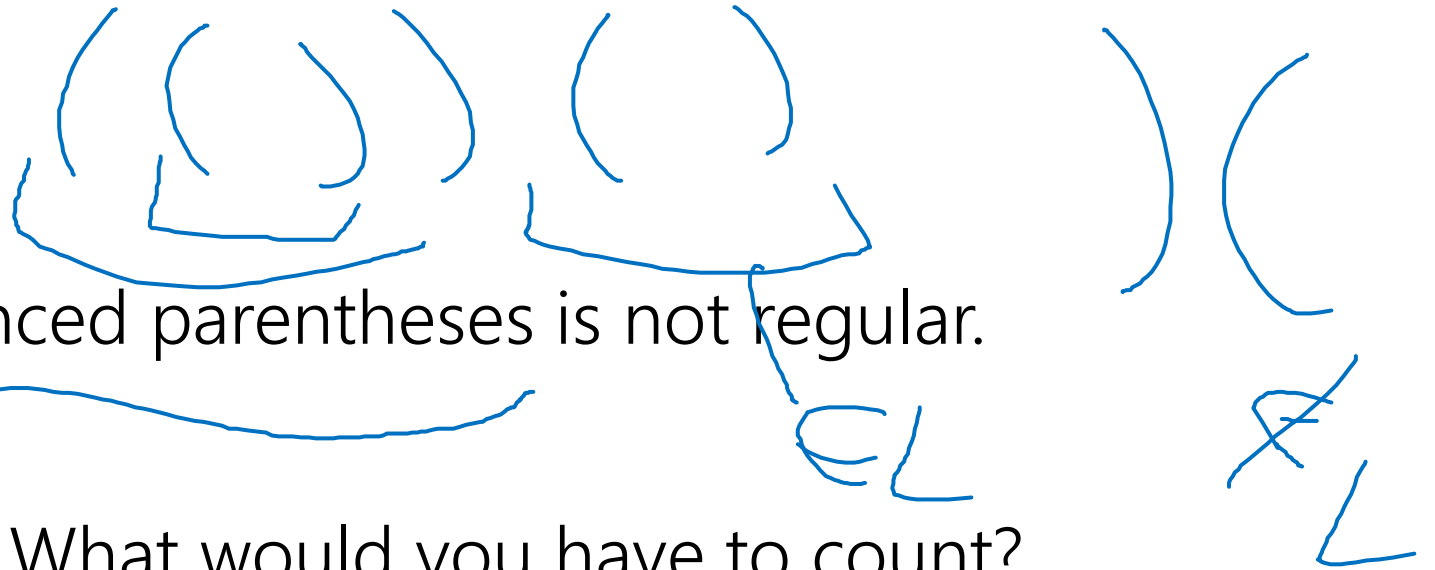 ( ( ) ) ( ) ) (
nced parentheses is not regular.
∈ L ∉ L
What would you have to count?